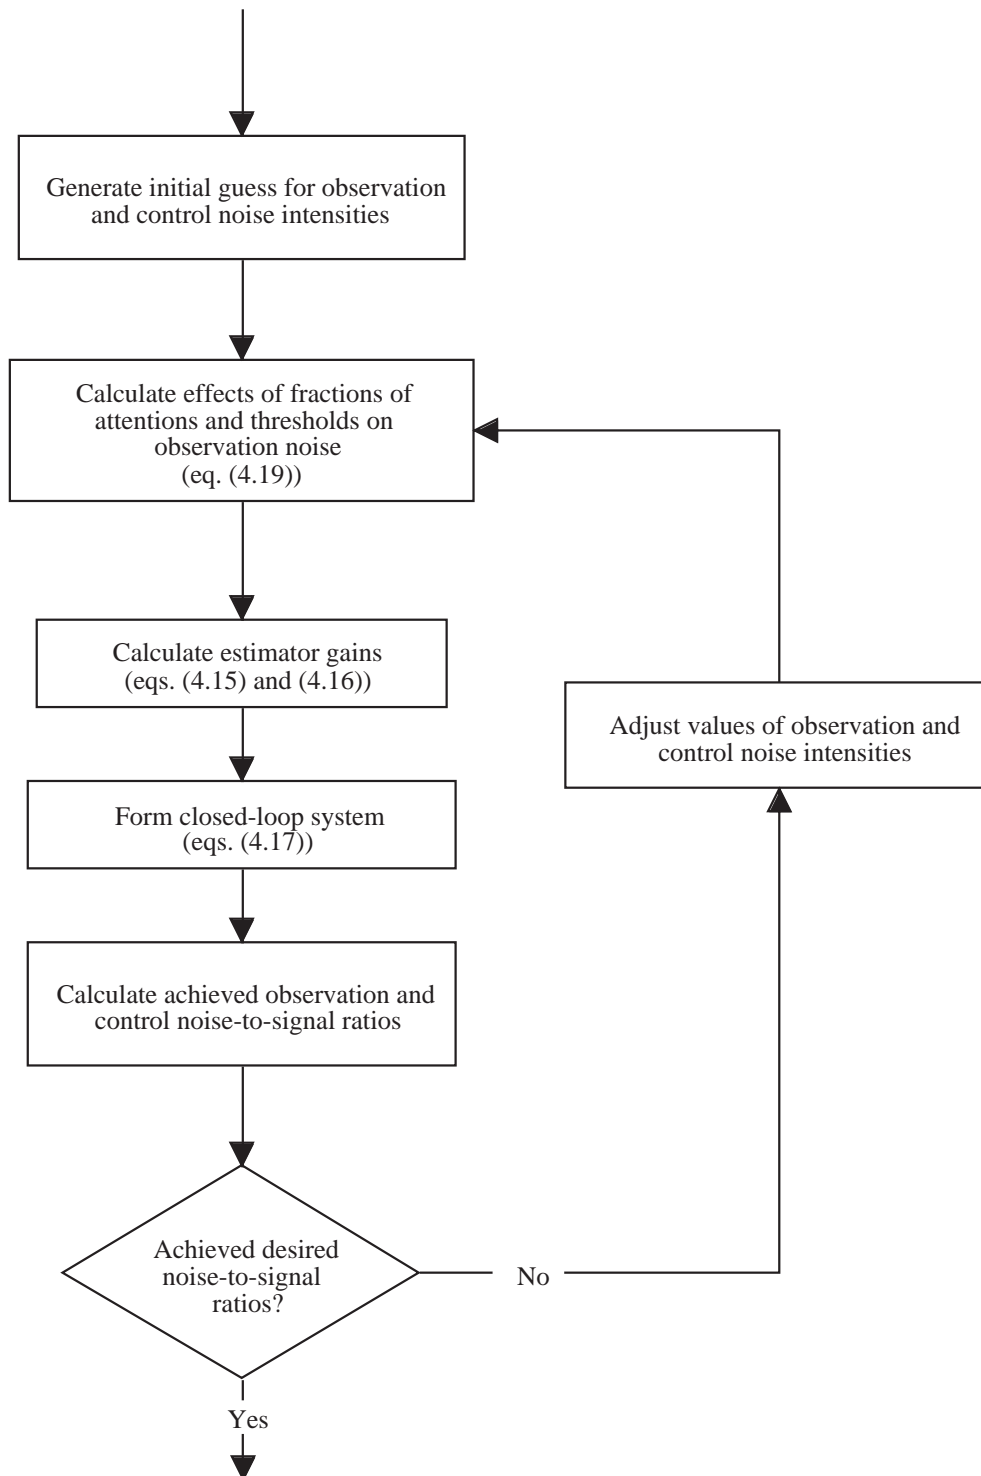 Generate initial guess for observation
and control noise intensities
Calculate effects of fractions of
attentions and thresholds on
observation noise
(eq. (4.19))
Calculate estimator gains
(eqs. (4.15) and (4.16))
Adjust values of observation and
control noise intensities
Form closed-loop system
(eqs. (4.17))
Calculate achieved observation and
control noise-to-signal ratios
Achieved desired
noise-to-signal
ratios?
No
Yes